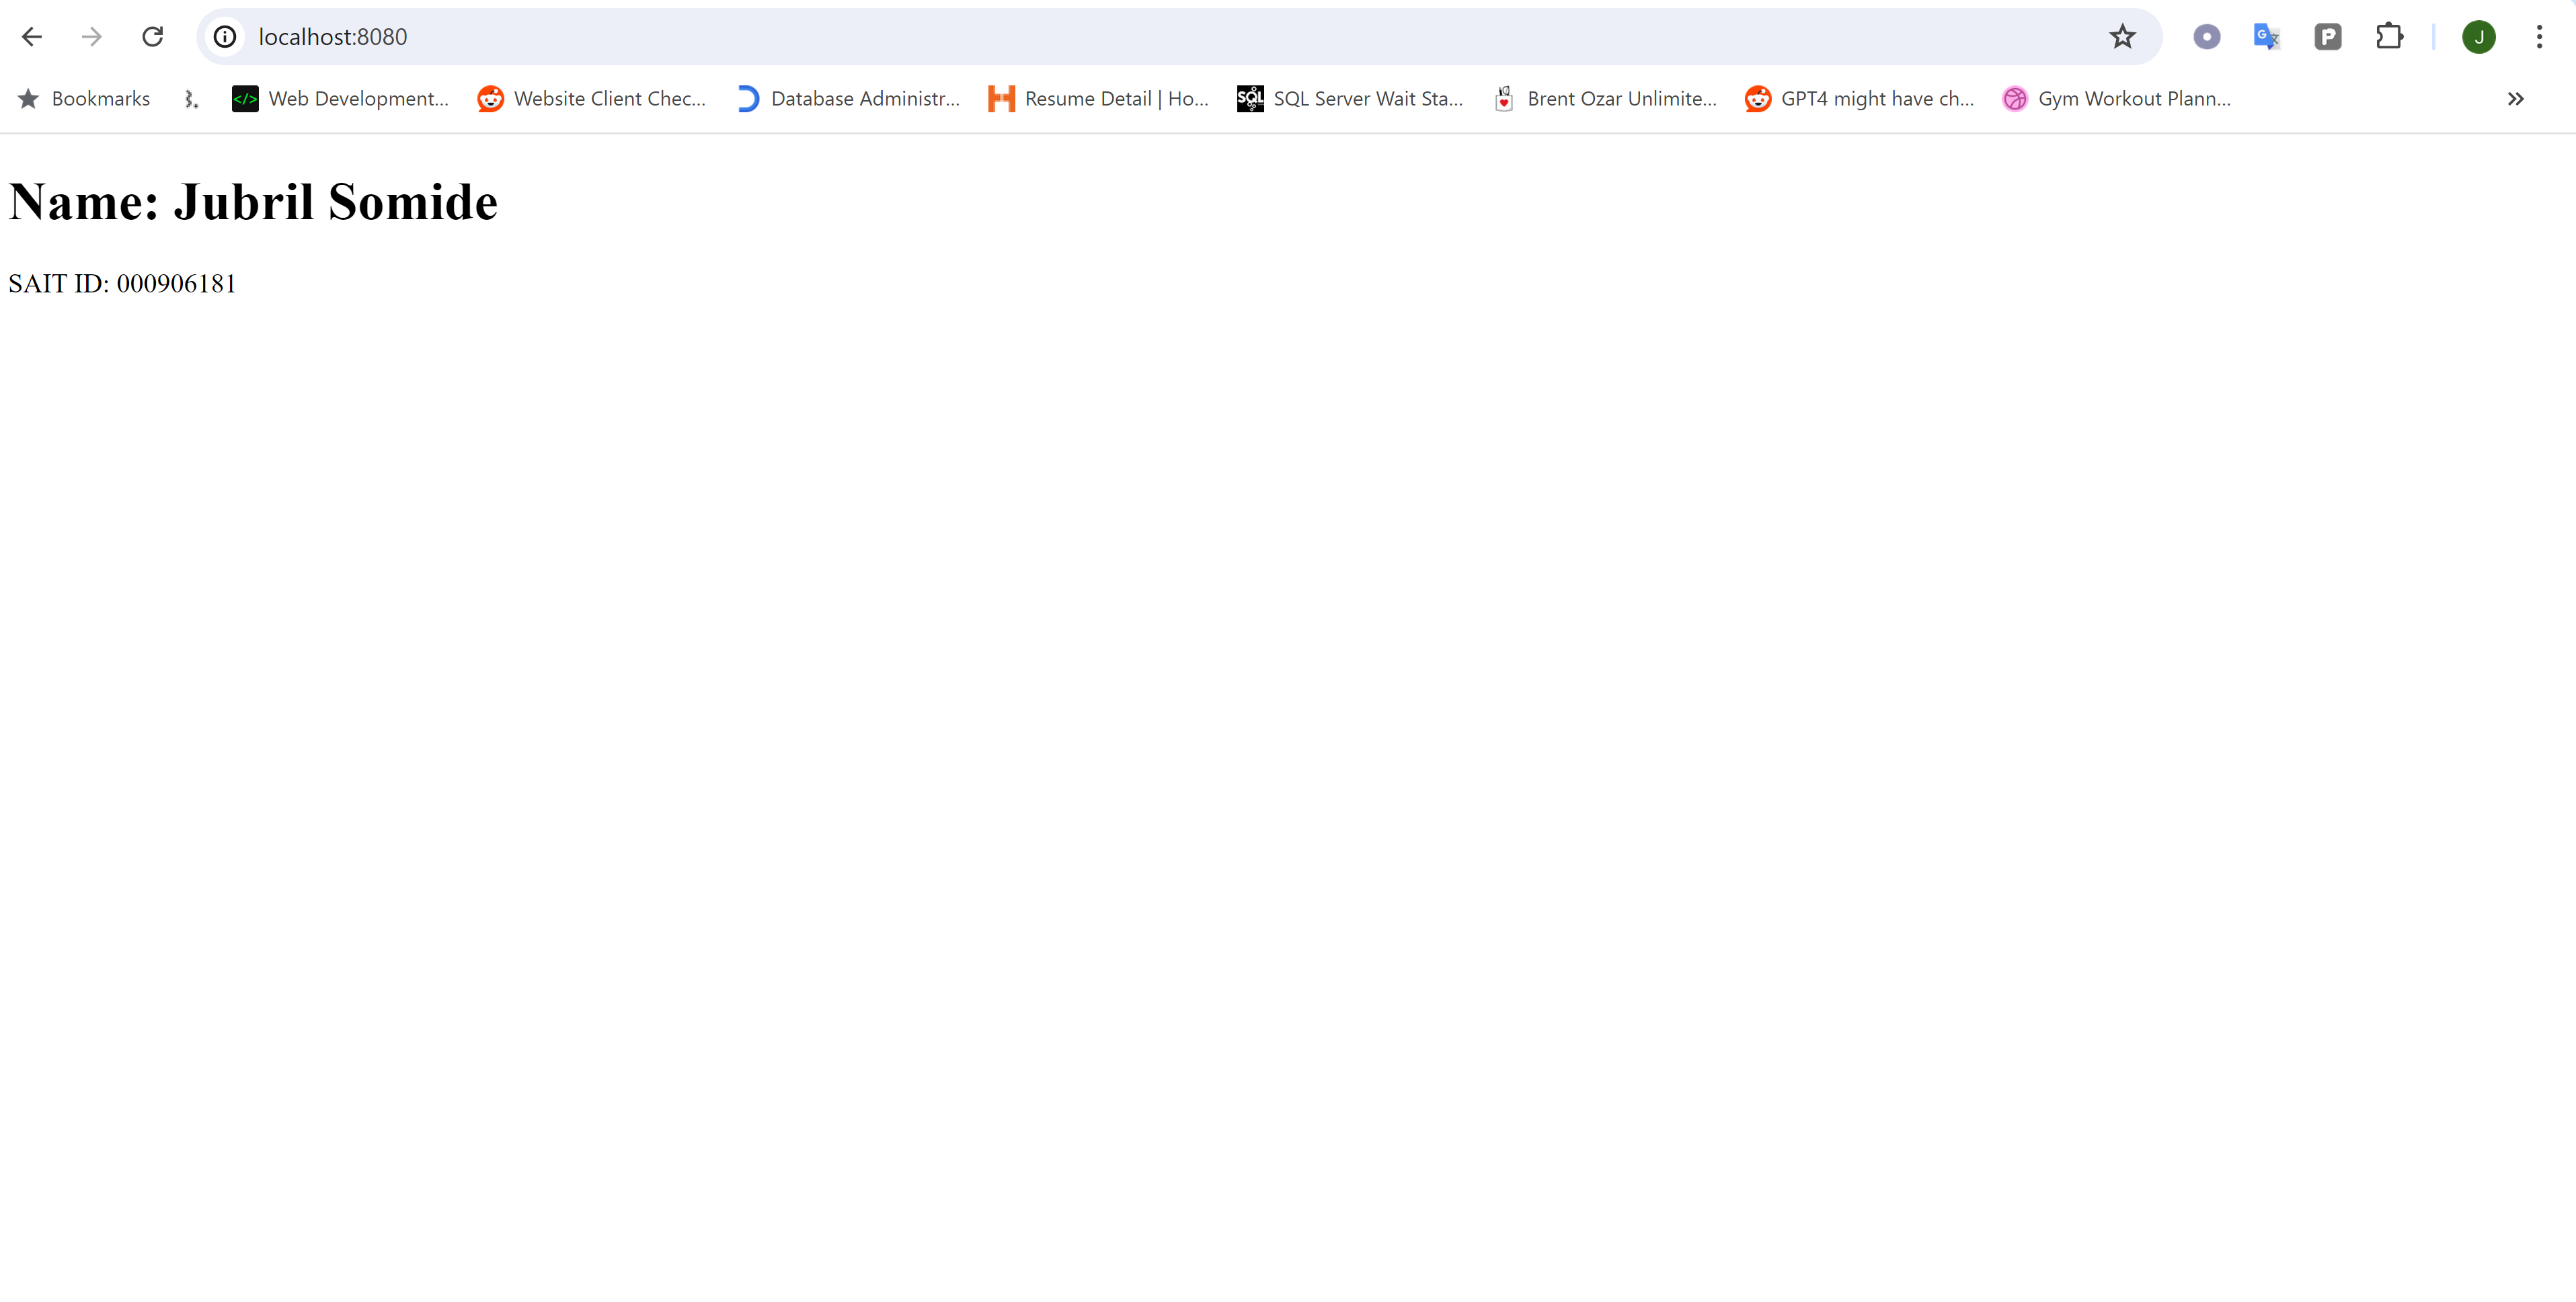 localhost:8080
Bookmarks Web Development... Website Client Chec... Database Administr... Resume Detail | Ho... SQL Server Wait Sta... Brent Ozar Unlimite... GPT4 might have ch... Gym Workout Plann...
Name: Jubril Somide
SAIT ID: 000906181